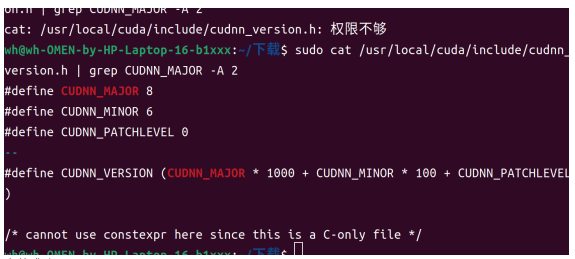 on.h | grep CUDNN_MAJOR -A 2
cat: /usr/local/cuda/include/cudnn_version.h: 权限不够
wh@wh-OMEN-by-HP-Laptop-16-b1xxx:~/下载$ sudo cat /usr/local/cuda/include/cudnn_
version.h | grep CUDNN_MAJOR -A 2
#define CUDNN_MAJOR 8
#define CUDNN_MINOR 6
#define CUDNN_PATCHLEVEL 0
--
#define CUDNN_VERSION (CUDNN_MAJOR * 1000 + CUDNN_MINOR * 100 + CUDNN_PATCHLEVEL
)
/* cannot use constexpr here since this is a C-only file */
wh@wh-OMEN-by-HP-Laptop-16-b1xxx:~/下载$